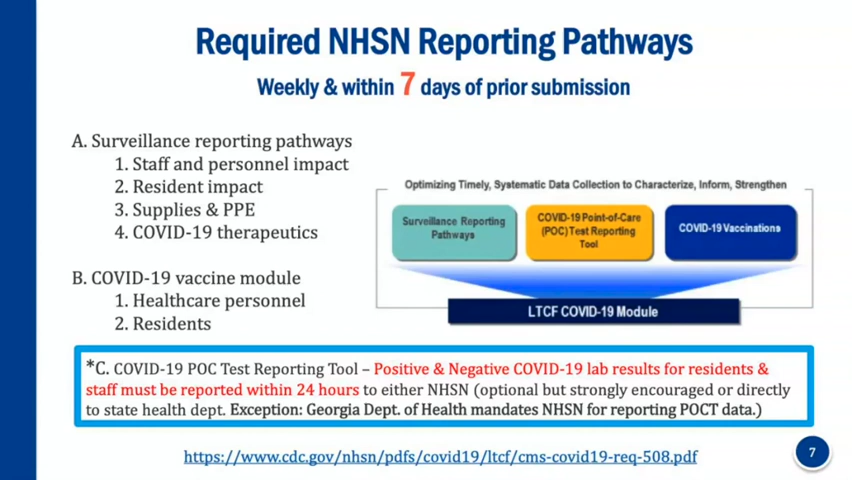 Required NHSN Reporting Pathways
Weekly & within 7 days of prior submission
A. Surveillance reporting pathways
1. Staff and personnel impact
2. Resident impact
3. Supplies & PPE
4. COVID-19 therapeutics
B. COVID-19 vaccine module
1. Healthcare personnel
2. Residents
Optimizing Timely, Systematic Data Collection to Characterize, Inform, Strengthen
Surveillance Reporting
Pathways
COVID-19 Point-of-Care
(POC) Test Reporting
Tool
COVID-19 Vaccinations
LTCF COVID-19 Module
*C. COVID-19 POC Test Reporting Tool – Positive & Negative COVID-19 lab results for residents &
staff must be reported within 24 hours to either NHSN (optional but strongly encouraged or directly
to state health dept. Exception: Georgia Dept. of Health mandates NHSN for reporting POCT data.)
https://www.cdc.gov/nhsn/pdfs/covid19/ltcf/cms-covid19-req-508.pdf
7